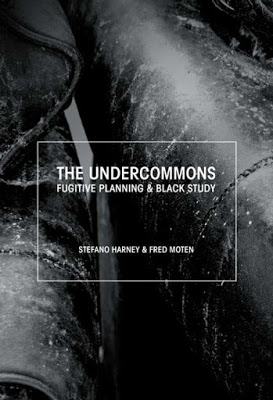 THE UNDERCOMMONS
FUGITIVE PLANNING & BLACK STUDY
STEFANO HARNEY & FRED MOTEN